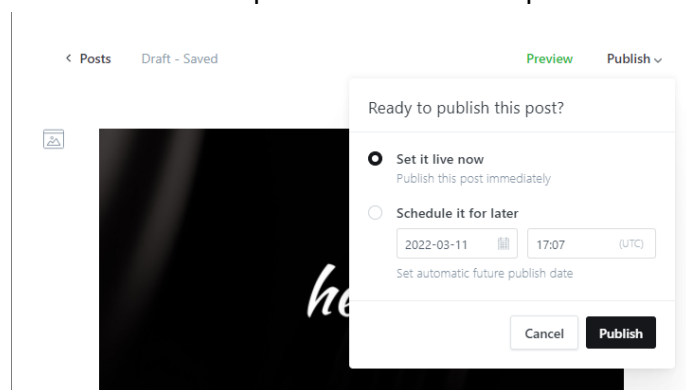 < Posts Draft - Saved Preview Publish
Ready to publish this post?
Set it live now
Publish this post immediately
Schedule it for later
2022-03-11 17:07 (UTC)
Set automatic future publish date
he
Cancel Publish